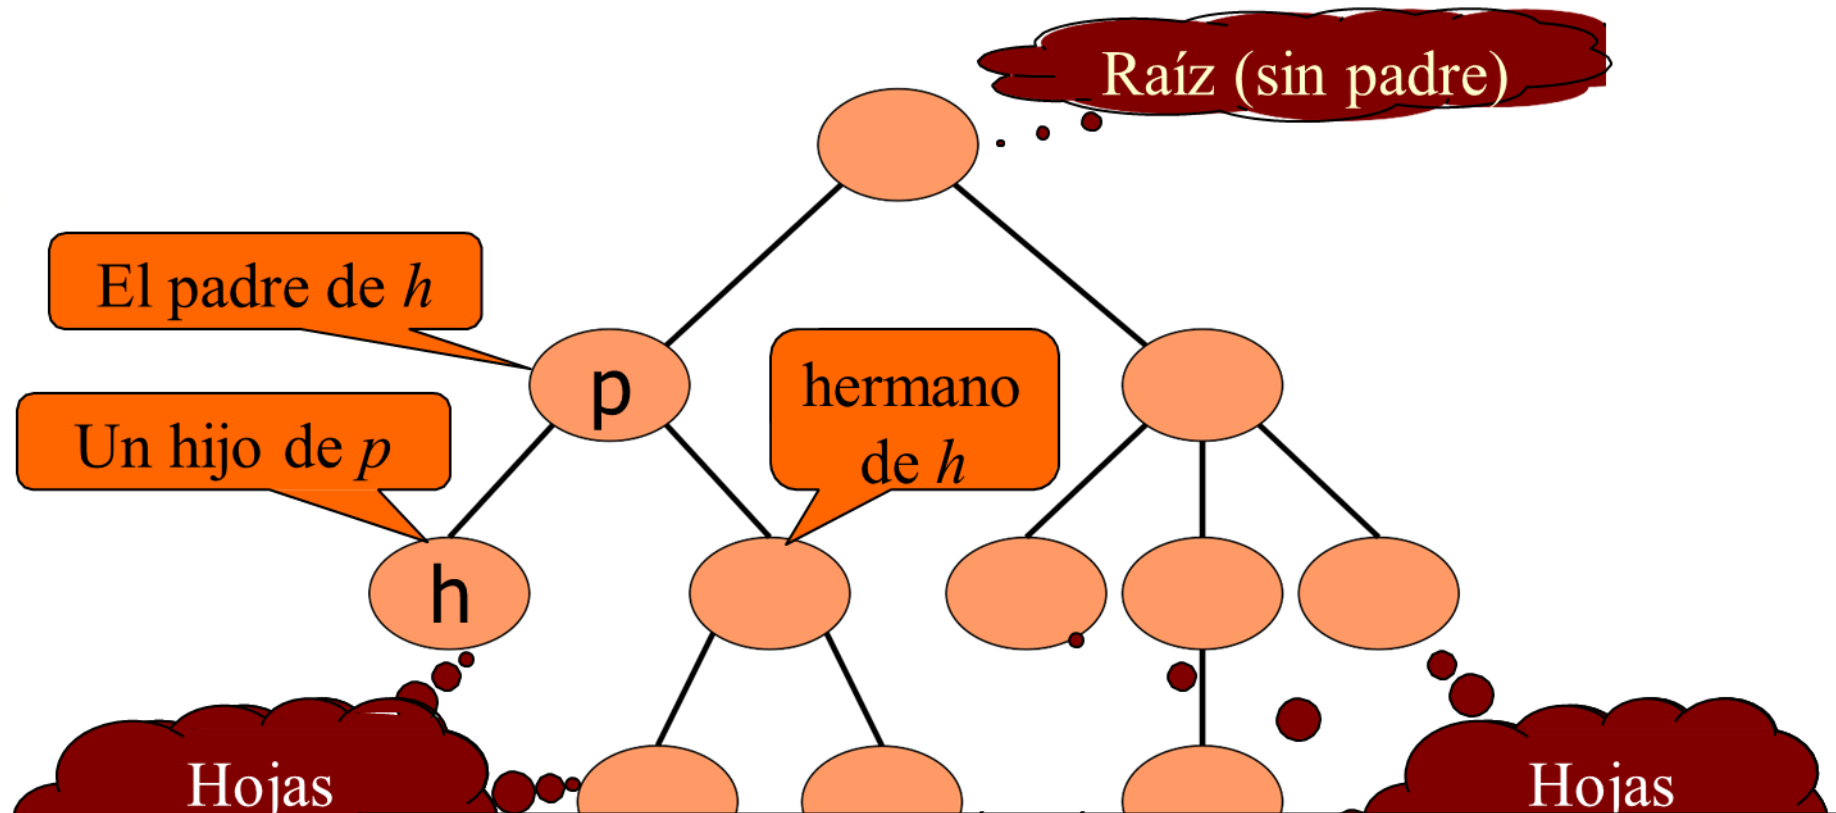 Raíz (sin padre)
El padre de h
p
hermano
de h
Un hijo de p
h
Hojas
Hojas